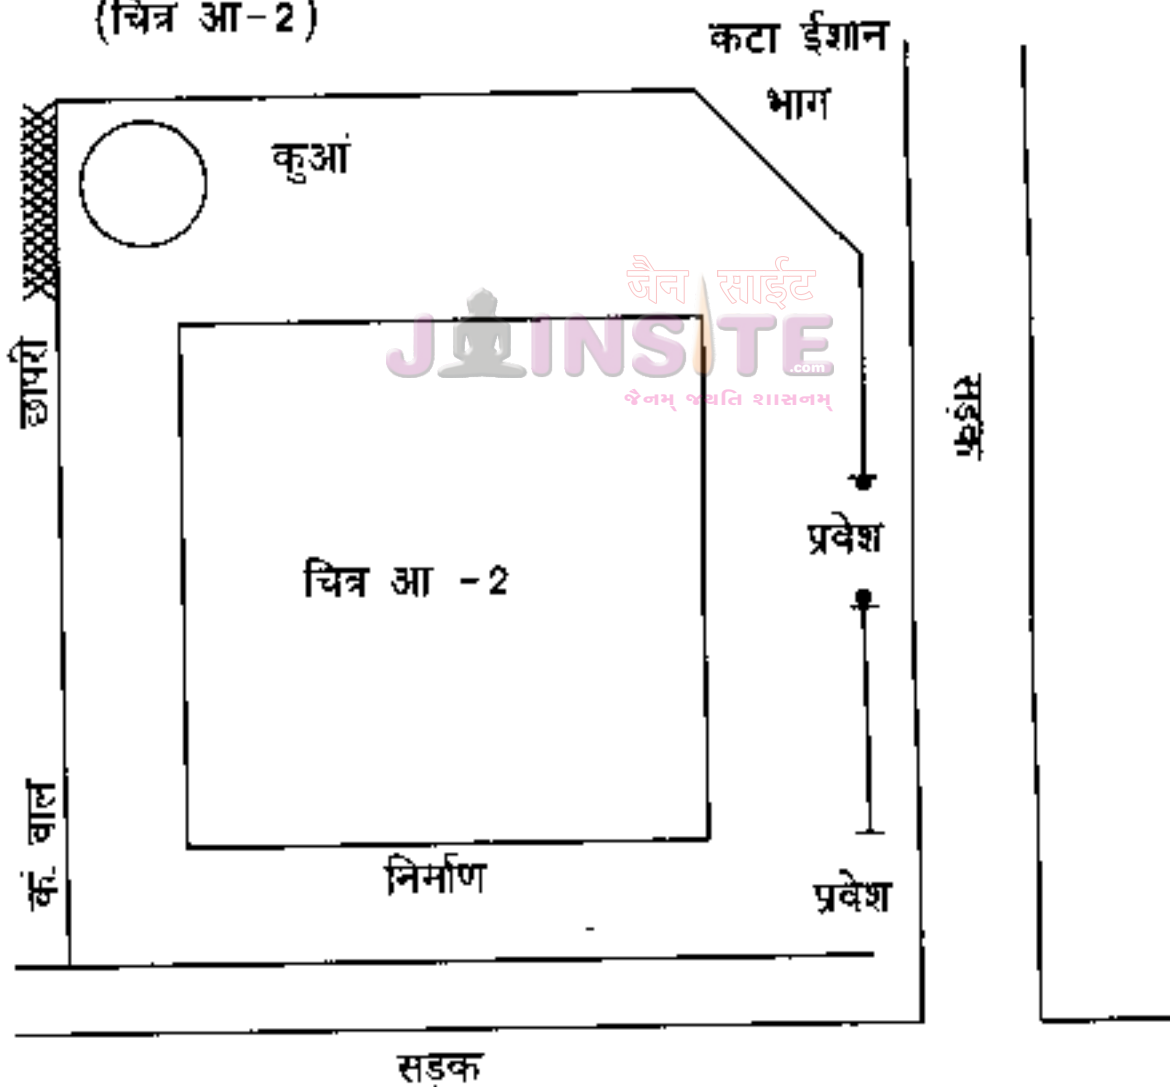 (चित्र आ-2)
कटा ईशान
भाग
कुआं
जैन साईट
JAINSITE
.com
જૈનમ્ જયતિ શાસનમ્
छापरी
सड़क
प्रवेश
चित्र आ -2
कं. वाल
निर्माण
प्रवेश
सड़क